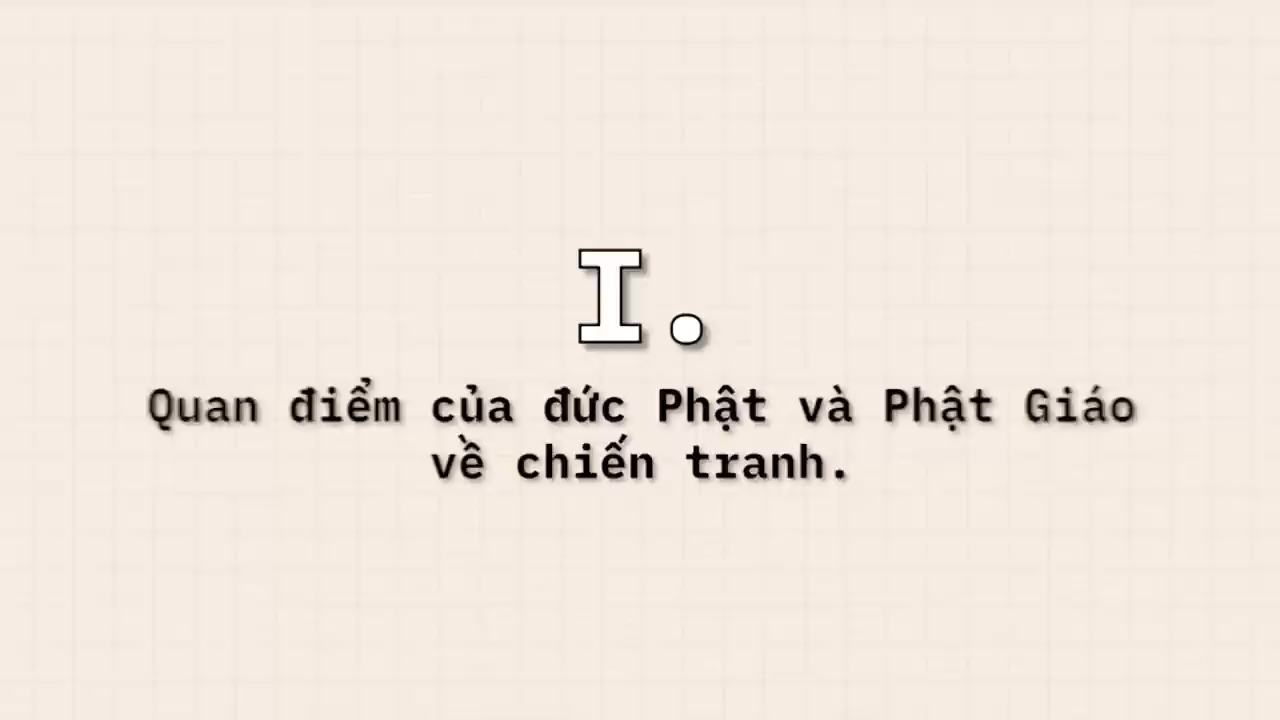 I.
Quan điểm của đức Phật và Phật Giáo
về chiến tranh.